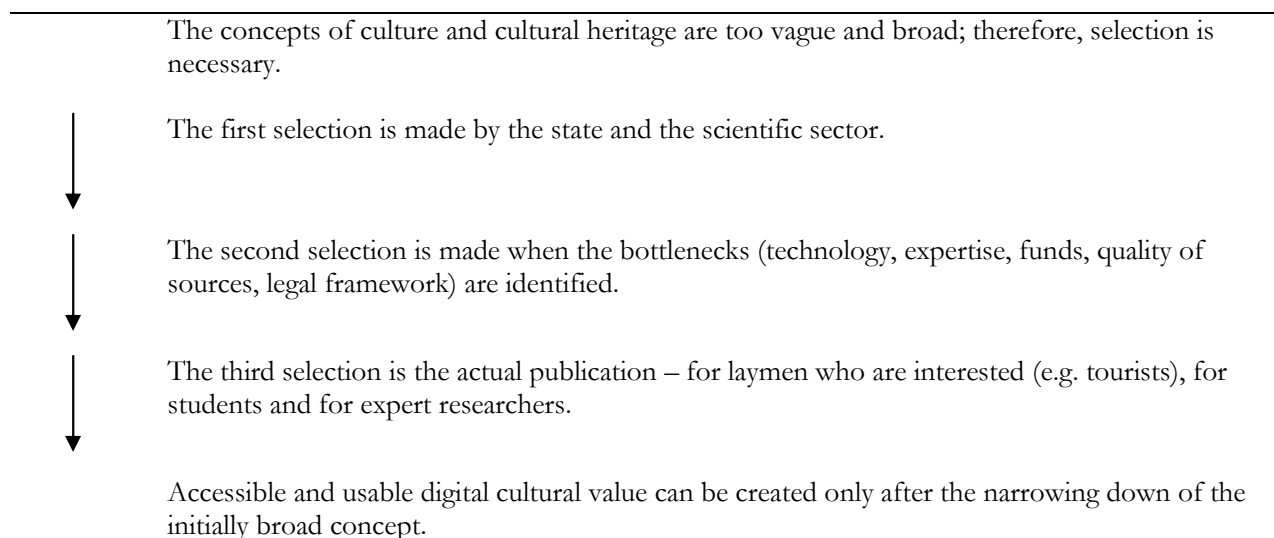 The concepts of culture and cultural heritage are too vague and broad; therefore, selection is
necessary.
The first selection is made by the state and the scientific sector.
The second selection is made when the bottlenecks (technology, expertise, funds, quality of
sources, legal framework) are identified.
The third selection is the actual publication – for laymen who are interested (e.g. tourists), for
students and for expert researchers.
Accessible and usable digital cultural value can be created only after the narrowing down of the
initially broad concept.